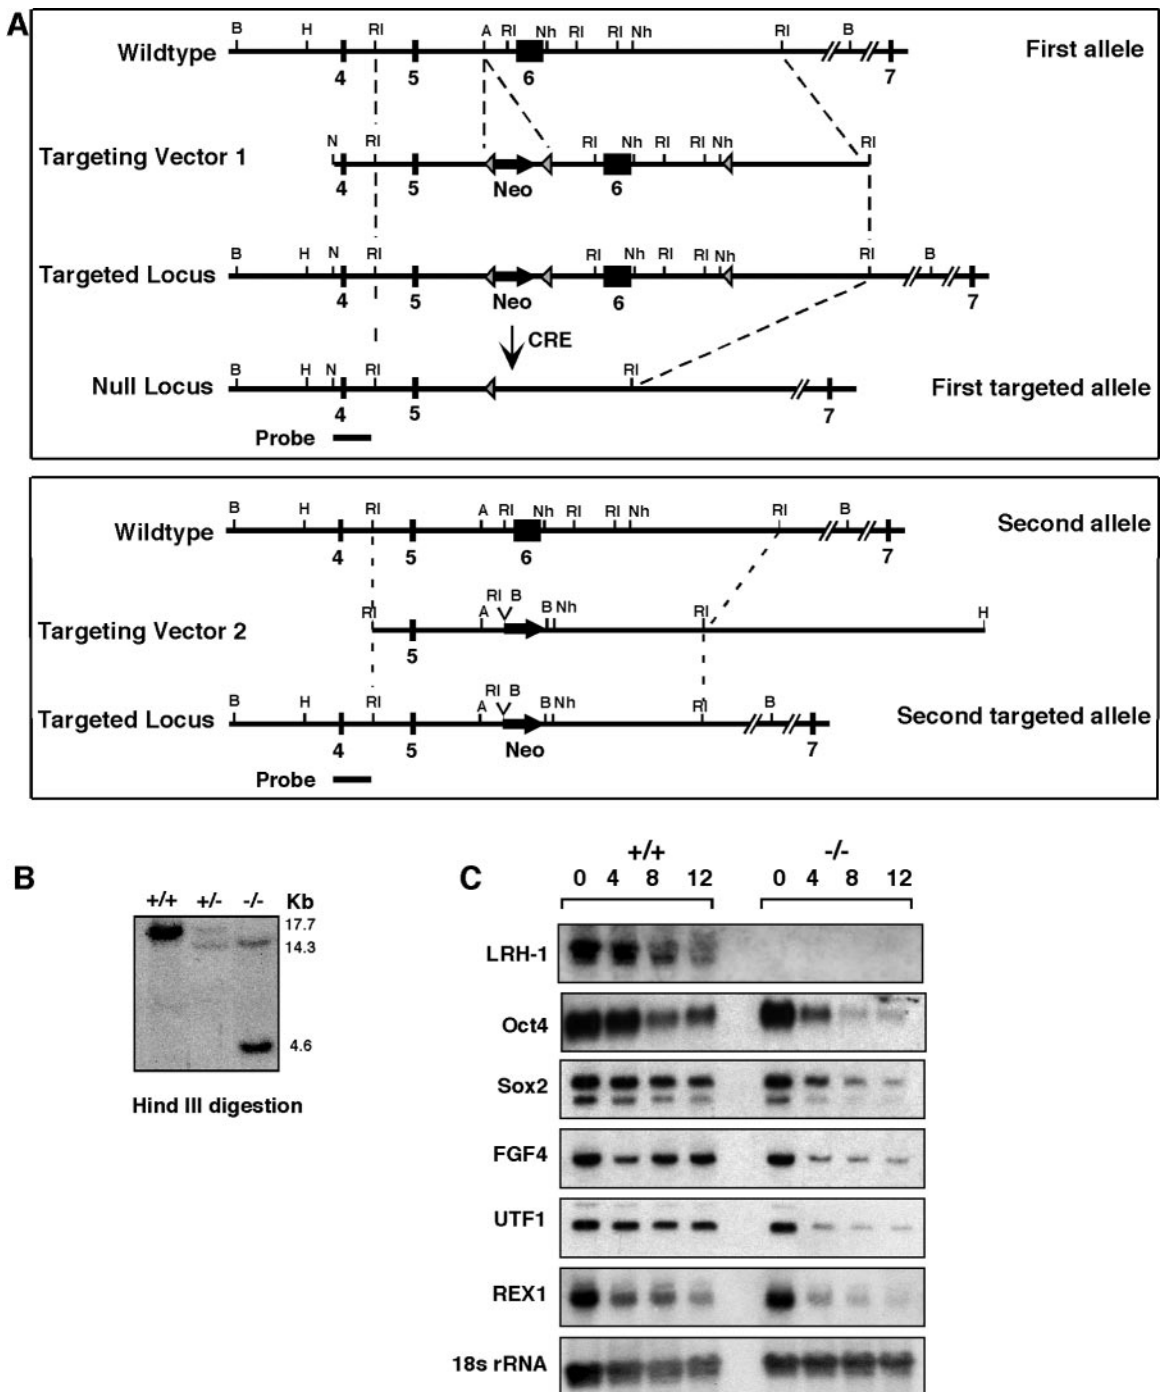 A
B H RI A RI Nh RI RI Nh RI B
Wildtype First allele
4 5 6 7
N RI RI Nh RI RI Nh RI
Targeting Vector 1
4 5 Neo 6
B H N RI RI Nh RI RI Nh RI B
Targeted Locus
4 5 Neo 6 7
CRE
B H N RI RI
Null Locus First targeted allele
4 5 7
Probe
B H RI A RI Nh RI RI Nh RI B
Wildtype Second allele
4 5 6 7
RI A RI B B Nh RI H
Targeting Vector 2
5
B H RI A RI B B Nh RI B
Targeted Locus Second targeted allele
4 5 Neo 7
Probe
B
+/+ +/- -/- Kb
17.7
14.3
4.6
Hind III digestion
C
+/+ -/-
0 4 8 12 0 4 8 12
LRH-1
Oct4
Sox2
FGF4
UTF1
REX1
18s rRNA